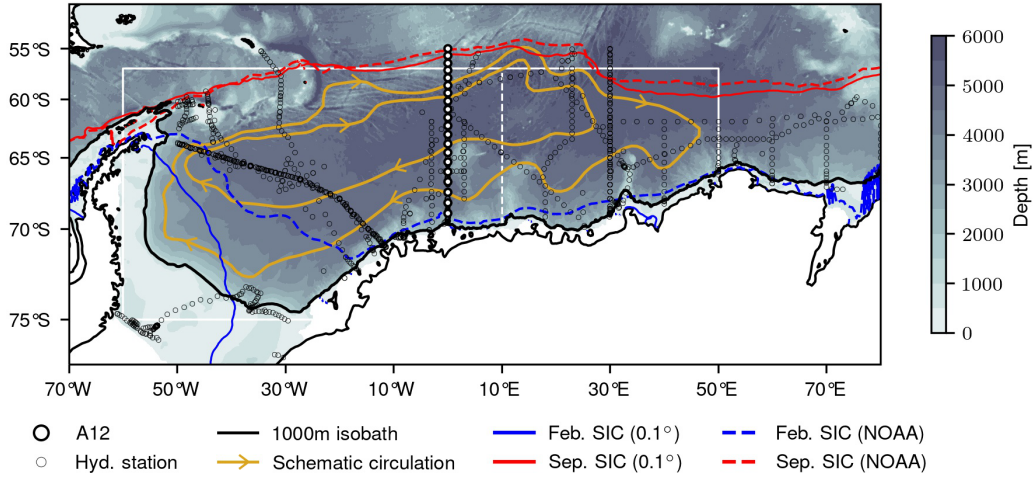 55°S
60°S
65°S
70°S
75°S
70°W 50°W 30°W 10°W 10°E 30°E 50°E 70°E
6000
5000
4000
3000
2000
1000
0
Depth [m]
A12 1000m isobath Feb. SIC (0.1°) Feb. SIC (NOAA)
Hyd. station Schematic circulation Sep. SIC (0.1°) Sep. SIC (NOAA)